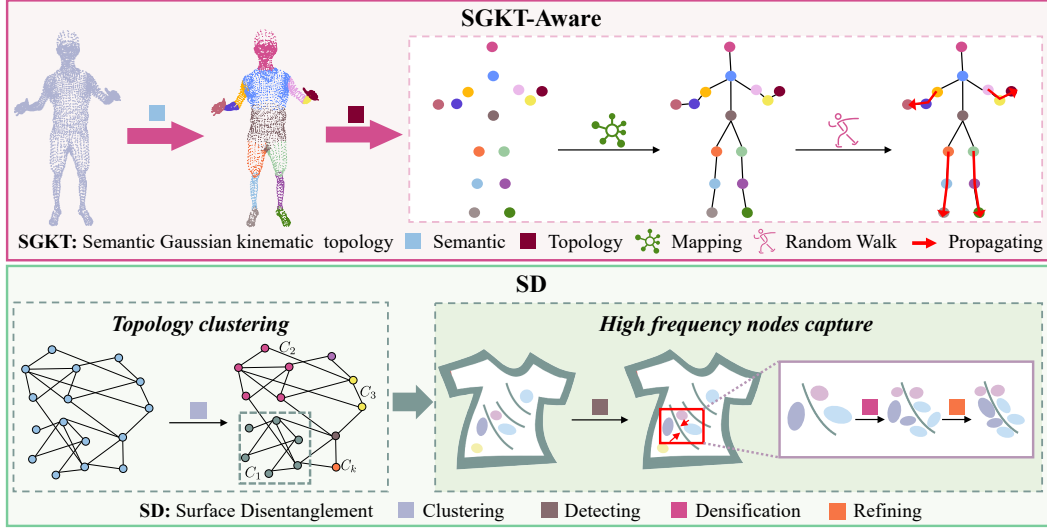 SGKT-Aware
SGKT: Semantic Gaussian kinematic topology Semantic Topology Mapping Random Walk Propagating
SD
Topology clustering
High frequency nodes capture
C₂
C₃
C₁
Cₖ
SD: Surface Disentanglement Clustering Detecting Densification Refining